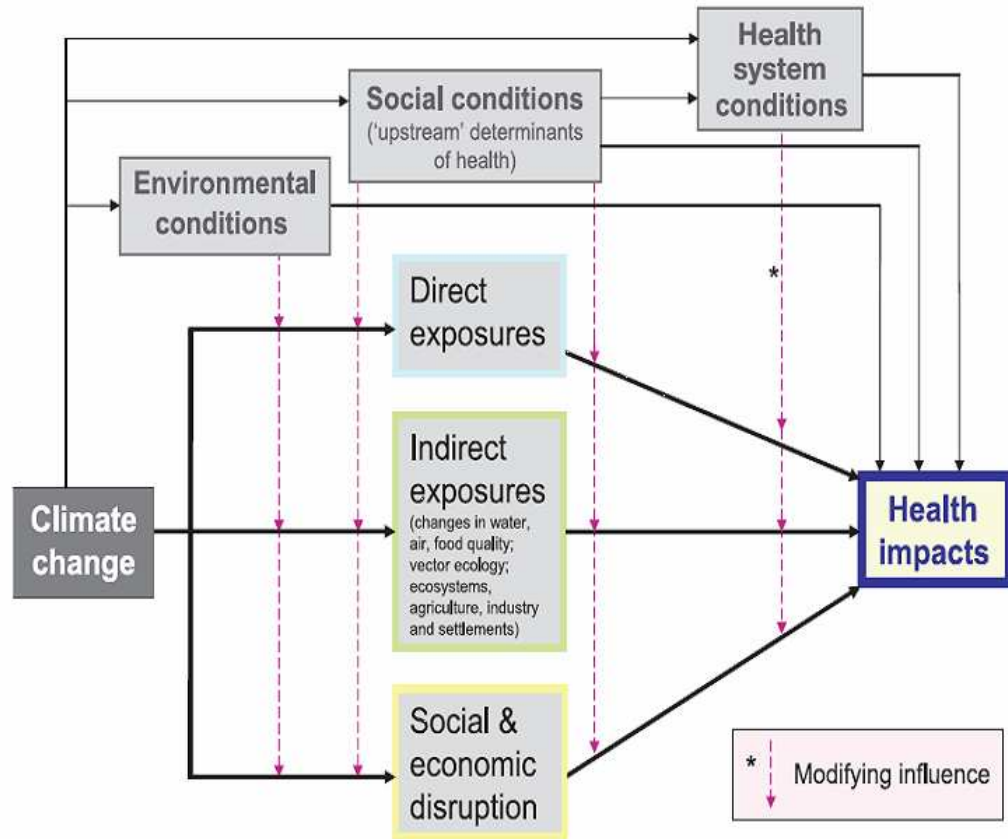 Health
system
conditions
Social conditions
(‘upstream’ determinants
of health)
Environmental
conditions
*
Direct
exposures
Indirect
exposures
(changes in water,
air, food quality;
vector ecology;
ecosystems,
agriculture, industry
and settlements)
Climate
change
Health
impacts
Social &
economic
disruption
* Modifying influence